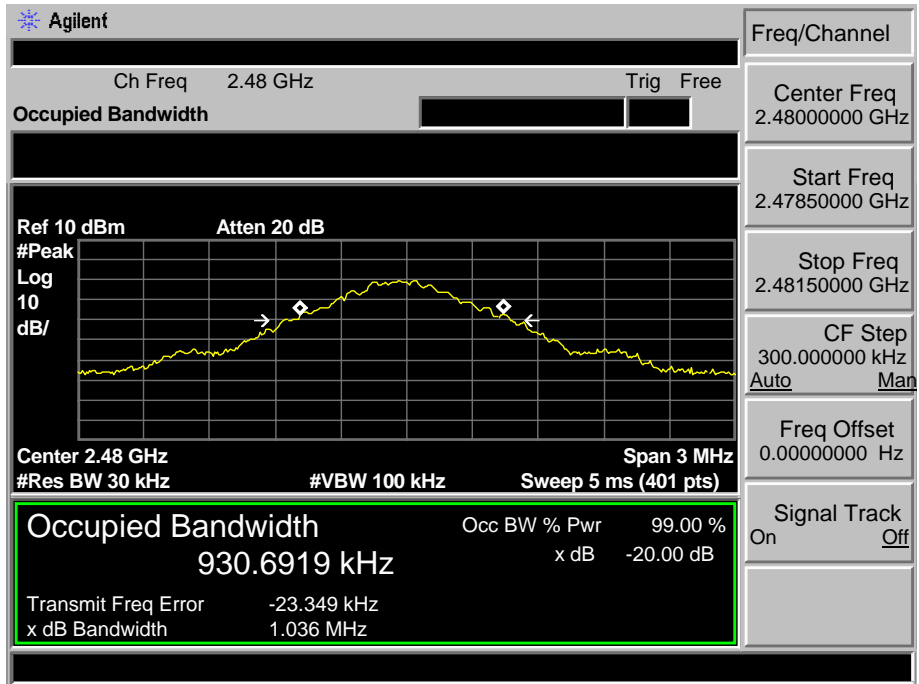 Agilent
Freq/Channel
Ch Freq 2.48 GHz Trig Free
Occupied Bandwidth
Center Freq
2.48000000 GHz
Start Freq
2.47850000 GHz
Stop Freq
2.48150000 GHz
CF Step
300.000000 kHz
Auto Man
Freq Offset
0.00000000 Hz
Signal Track
On Off
Ref 10 dBm Atten 20 dB
#Peak
Log
10
dB/
Center 2.48 GHz Span 3 MHz
#Res BW 30 kHz #VBW 100 kHz Sweep 5 ms (401 pts)
Occupied Bandwidth
930.6919 kHz
Occ BW % Pwr 99.00 %
x dB -20.00 dB
Transmit Freq Error -23.349 kHz
x dB Bandwidth 1.036 MHz